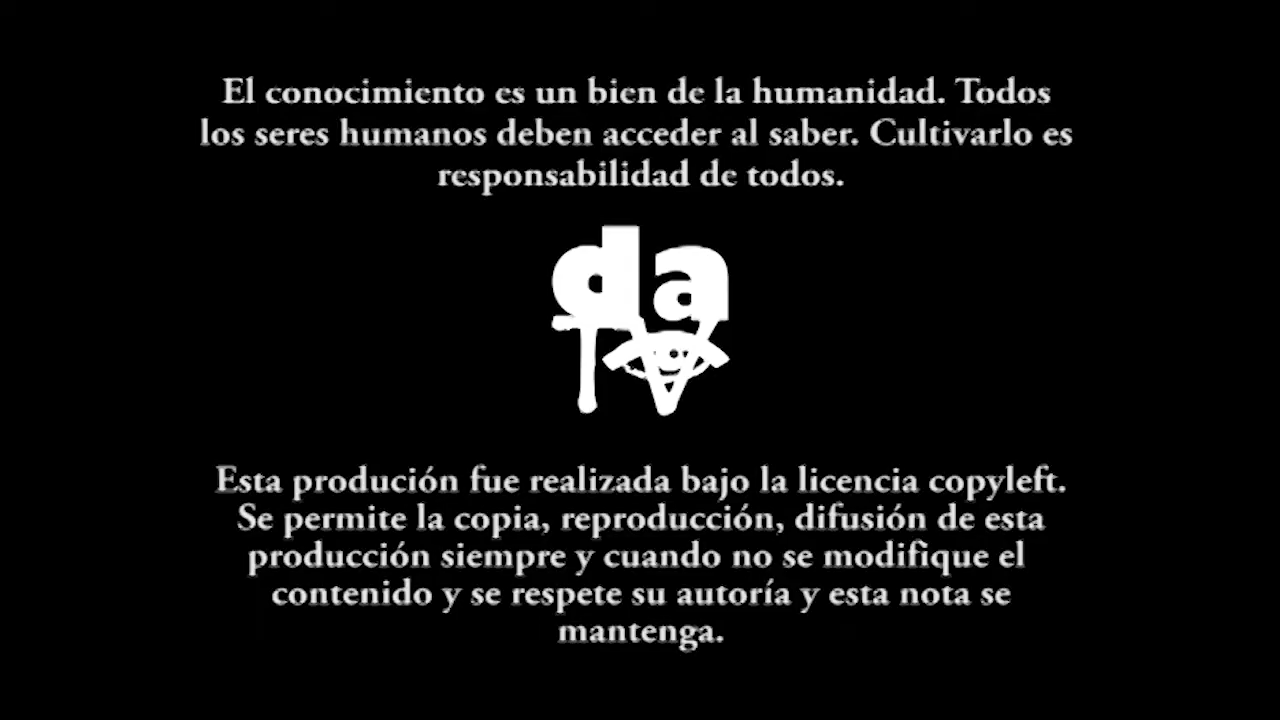 El conocimiento es un bien de la humanidad. Todos
los seres humanos deben acceder al saber. Cultivarlo es
responsabilidad de todos.
da
TV
Esta produción fue realizada bajo la licencia copyleft.
Se permite la copia, reproducción, difusión de esta
producción siempre y cuando no se modifique el
contenido y se respete su autoría y esta nota se
mantenga.